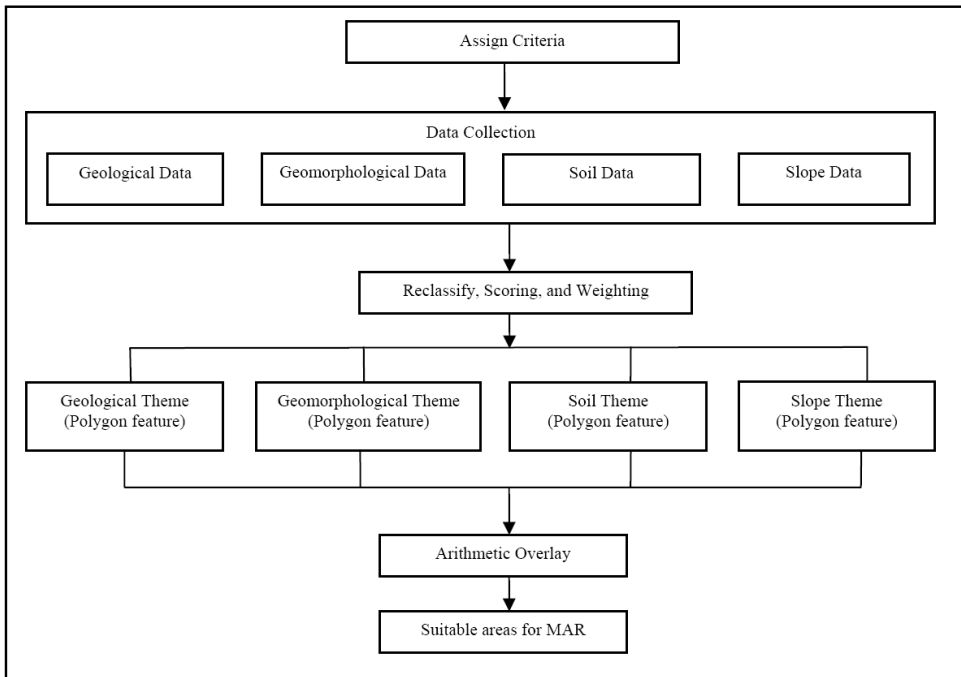 Assign Criteria
Data Collection
Geological Data
Geomorphological Data
Soil Data
Slope Data
Reclassify, Scoring, and Weighting
Geological Theme
(Polygon feature)
Geomorphological Theme
(Polygon feature)
Soil Theme
(Polygon feature)
Slope Theme
(Polygon feature)
Arithmetic Overlay
Suitable areas for MAR